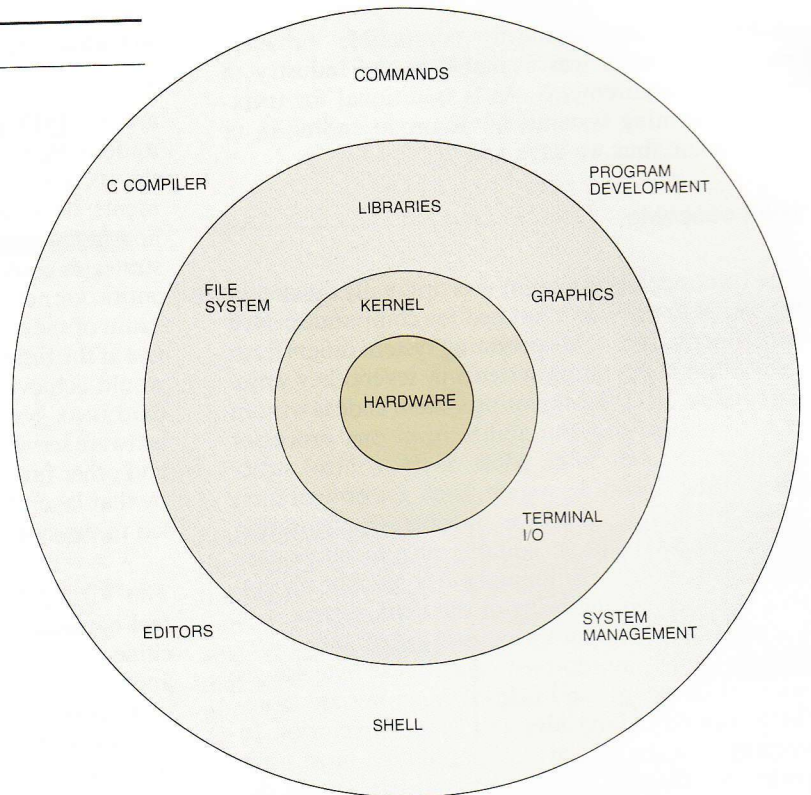 COMMANDS
C COMPILER
PROGRAM
DEVELOPMENT
LIBRARIES
FILE
SYSTEM
KERNEL
GRAPHICS
HARDWARE
TERMINAL
I/O
EDITORS
SYSTEM
MANAGEMENT
SHELL